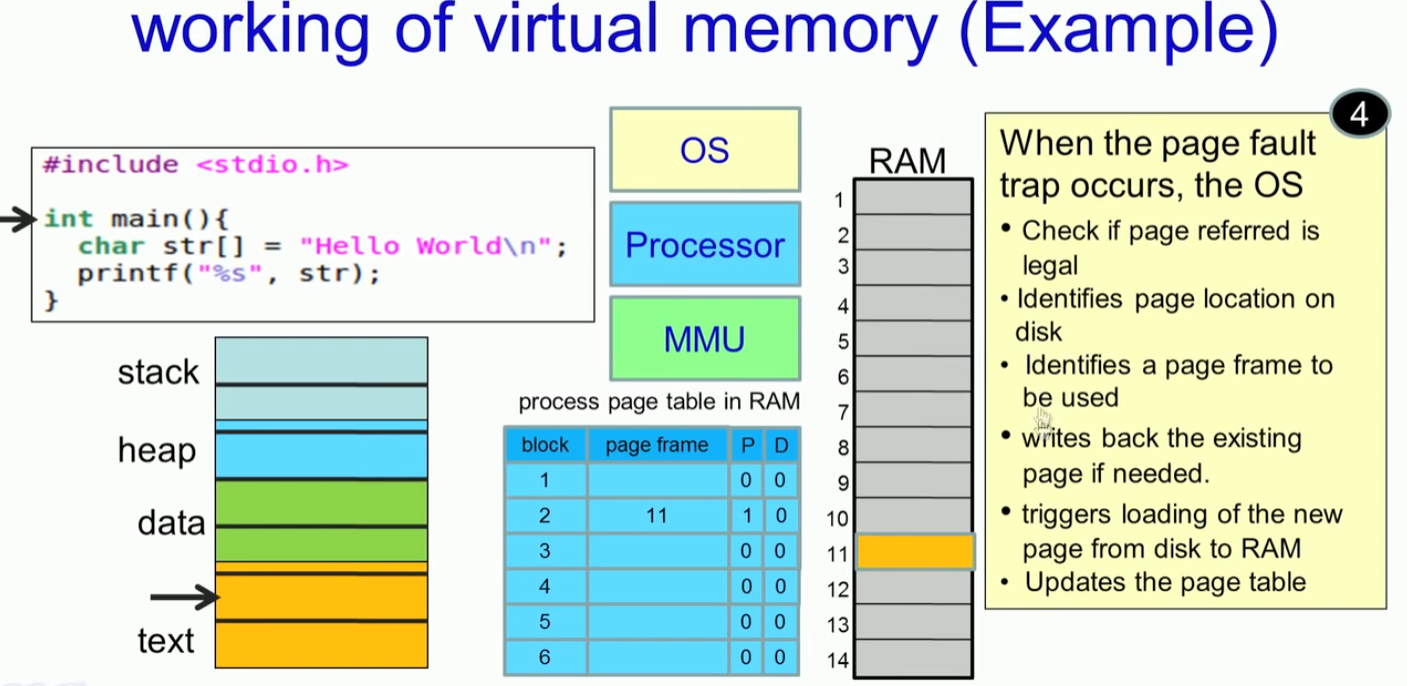 working of virtual memory (Example)
#include <stdio.h>
int main(){
char str[] = "Hello World\n";
printf("%s", str);
}
stack
heap
data
text
OS
Processor
MMU
process page table in RAM
block page frame P D
1 0 0
2 11 1 0
3 0 0
4 0 0
5 0 0
6 0 0
RAM
1
2
3
4
5
6
7
8
9
10
11
12
13
14
4
When the page fault
trap occurs, the OS
• Check if page referred is
legal
• Identifies page location on
disk
• Identifies a page frame to
be used
• writes back the existing
page if needed.
• triggers loading of the new
page from disk to RAM
• Updates the page table